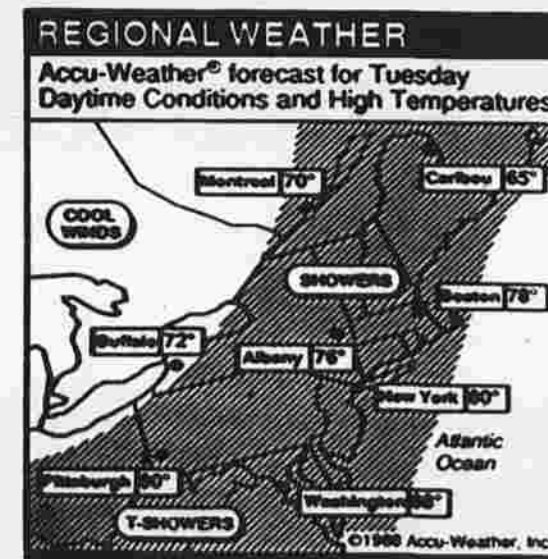 REGIONAL WEATHER
Accu-Weather® forecast for Tuesday
Daytime Conditions and High Temperatures
Montreal 70°
Caribou 65°
COOL
WINDS
SHOWERS
Boston 78°
Buffalo 72°
Albany 76°
New York 80°
Atlantic
Ocean
Pittsburgh 80°
Washington
T-SHOWERS
©1988 Accu-Weather, Inc.